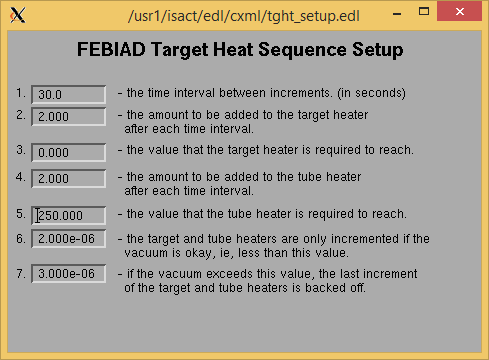 /usr1/isact/edl/cxml/tght_setup.edl
FEBIAD Target Heat Sequence Setup
1. 30.0 - the time interval between increments. (in seconds)
2. 2.000 - the amount to be added to the target heater
after each time interval.
3. 0.000 - the value that the target heater is required to reach.
4. 2.000 - the amount to be added to the tube heater
after each time interval.
5. 250.000 - the value that the tube heater is required to reach.
6. 2.000e-06 - the target and tube heaters are only incremented if the
vacuum is okay, ie, less than this value.
7. 3.000e-06 - if the vacuum exceeds this value, the last increment
of the target and tube heaters is backed off.